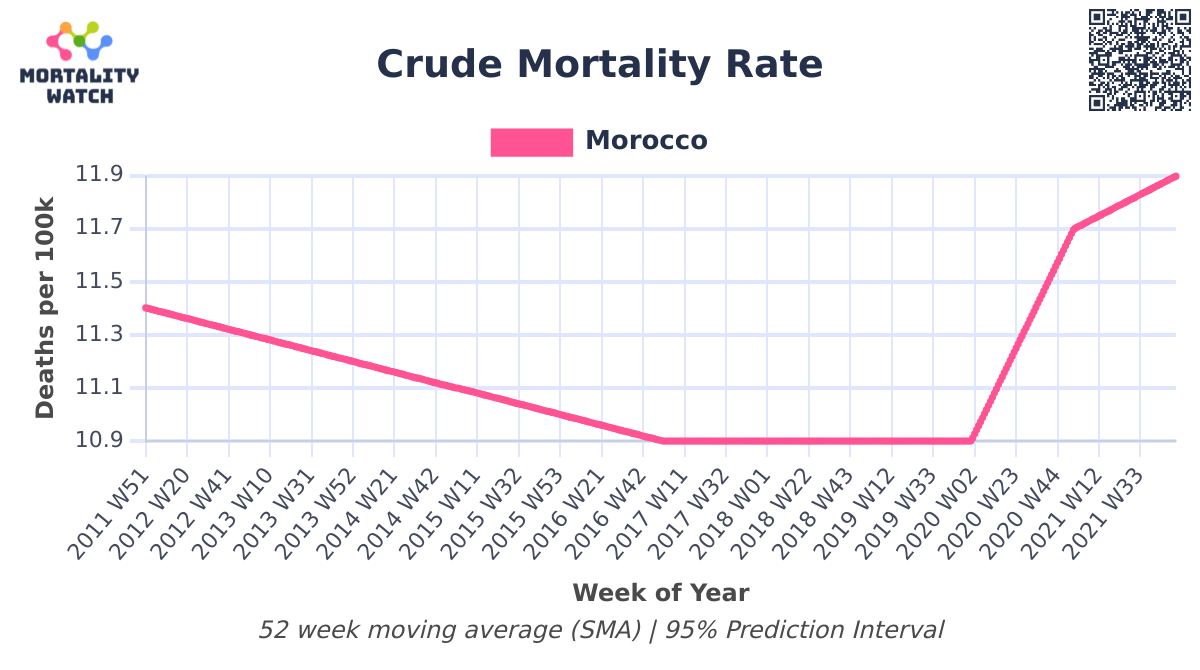 MORTALITY
WATCH
Crude Mortality Rate
Morocco
Deaths per 100k
11.9
11.7
11.5
11.3
11.1
10.9
2011 W51
2012 W20
2012 W41
2013 W10
2013 W31
2013 W52
2014 W21
2014 W42
2015 W11
2015 W32
2015 W53
2016 W21
2016 W42
2017 W11
2017 W32
2018 W01
2018 W22
2018 W43
2019 W12
2019 W33
2020 W02
2020 W23
2020 W44
2021 W12
2021 W33
Week of Year
52 week moving average (SMA) | 95% Prediction Interval